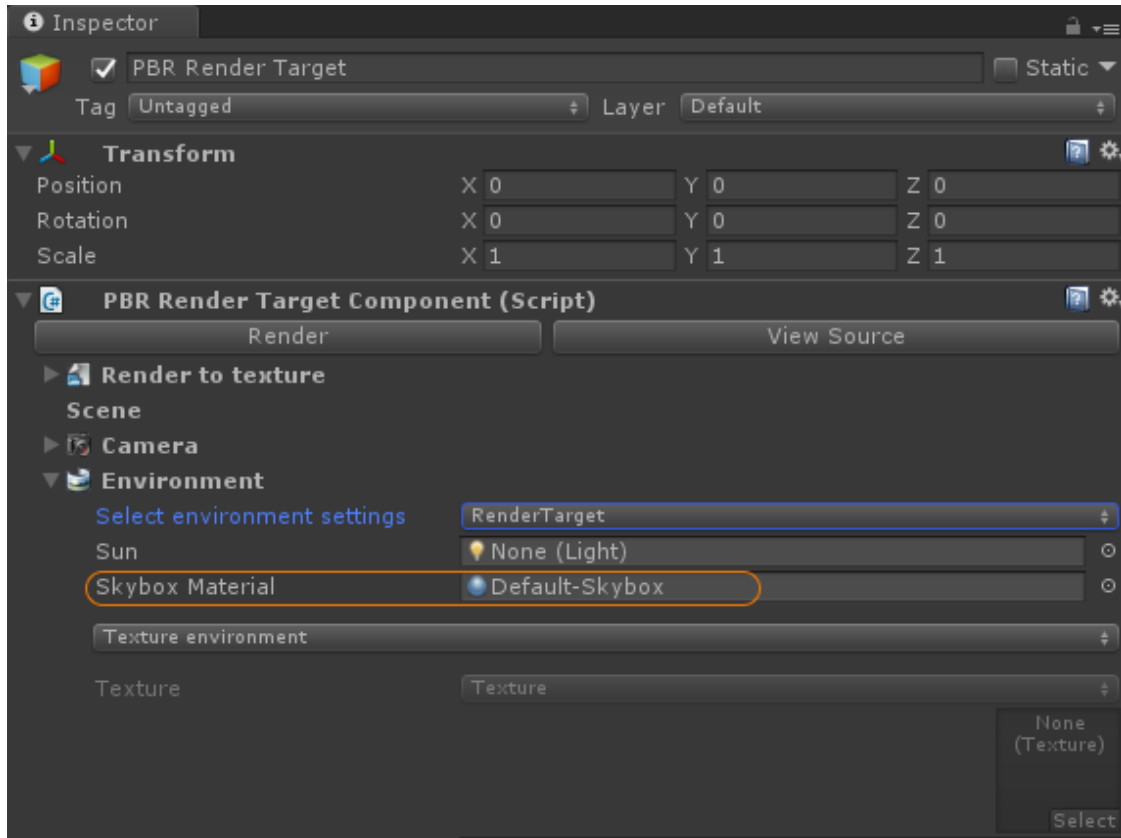 Inspector
PBR Render Target Static
Tag Untagged Layer Default
Transform
Position X 0 Y 0 Z 0
Rotation X 0 Y 0 Z 0
Scale X 1 Y 1 Z 1
PBR Render Target Component (Script)
Render View Source
Render to texture
Scene
Camera
Environment
Select environment settings RenderTarget
Sun None (Light)
Skybox Material Default-Skybox
Texture environment
Texture Texture
None
(Texture)
Select